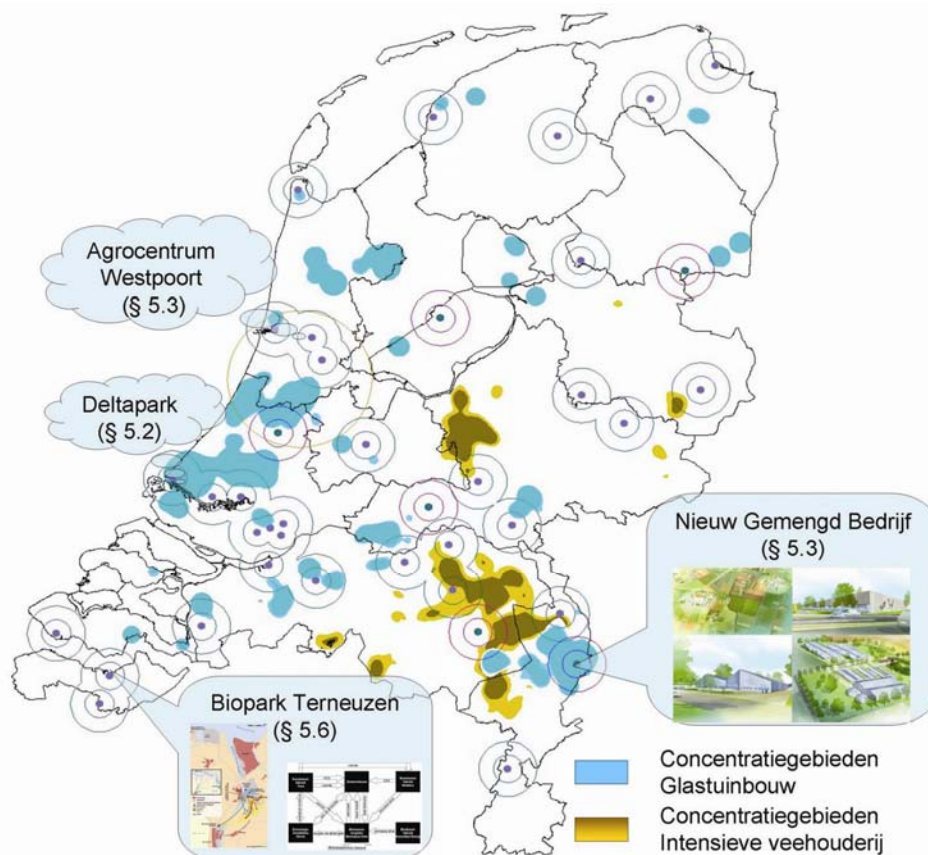 Agrocentrum
Westpoort
(§ 5.3)
Deltapark
(§ 5.2)
Nieuw Gemengd Bedrijf
(§ 5.3)
Biopark Terneuzen
(§ 5.6)
Concentratiegebieden
Glastuinbouw
Concentratiegebieden
Intensieve veehouderij